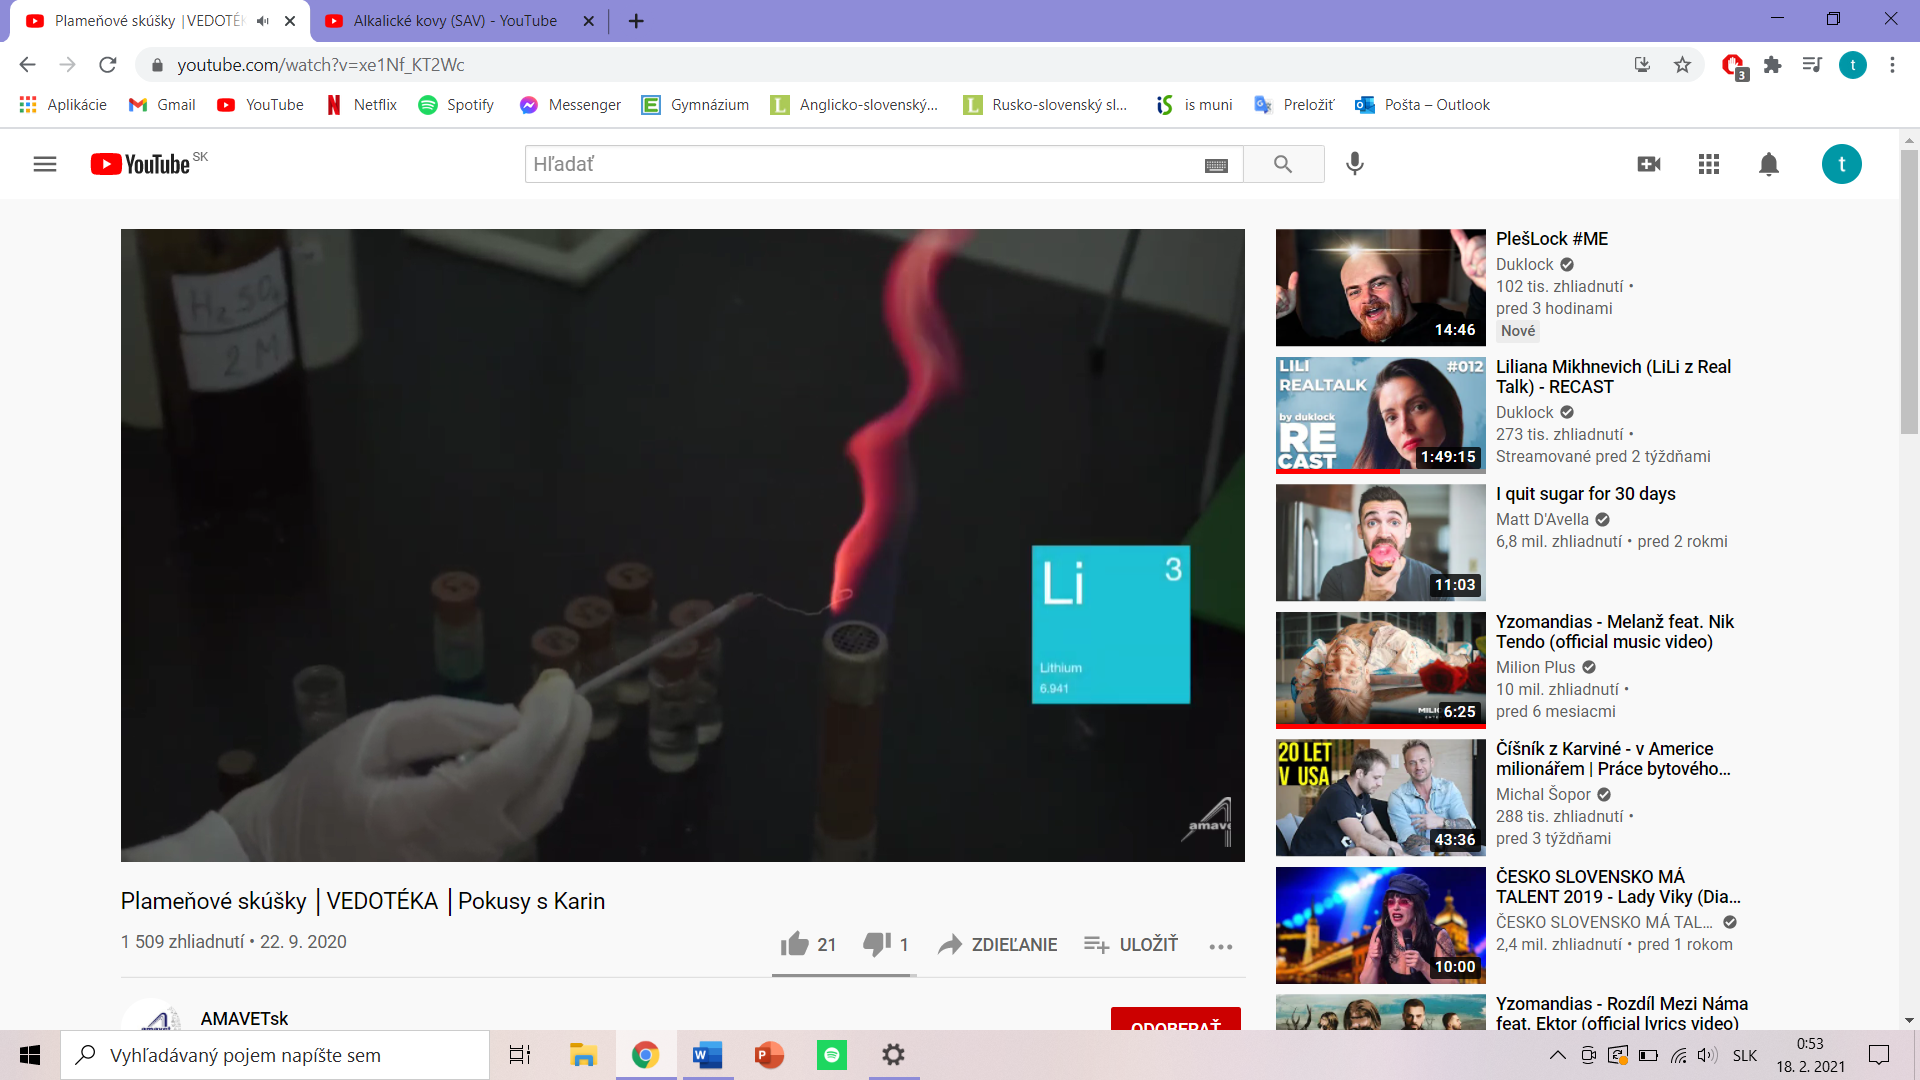 Plameňové skúšky │VEDOTÉK
Alkalické kovy (SAV) - YouTube
youtube.com/watch?v=xe1Nf_KT2Wc
3
t
Aplikácie
Gmail
YouTube
Netflix
Spotify
Messenger
Gymnázium
Anglicko-slovenský...
Rusko-slovenský sl...
is muni
Preložiť
Pošta – Outlook
YouTube SK
Hľadať
t
H₂SO₄
2M
Li
3
Lithium
6.941
amavet
Plameňové skúšky │VEDOTÉKA │Pokusy s Karin
1 509 zhliadnutí • 22. 9. 2020
21
1
ZDIEĽANIE
ULOŽIŤ
AMAVETsk
ODOBERAŤ
14:46
PlešLock #ME
Duklock
102 tis. zhliadnutí •
pred 3 hodinami
Nové
LILI
REALTALK
#012
by duklock
RE
CAST
1:49:15
Liliana Mikhnevich (LiLi z Real
Talk) - RECAST
Duklock
273 tis. zhliadnutí •
Streamované pred 2 týždňami
11:03
I quit sugar for 30 days
Matt D'Avella
6,8 mil. zhliadnutí • pred 2 rokmi
6:25
Yzomandias - Melanž feat. Nik
Tendo (official music video)
Milion Plus
10 mil. zhliadnutí •
pred 6 mesiacmi
20 LET
V USA
43:36
Číšník z Karviné - v Americe
milionářem | Práce bytového...
Michal Šopor
288 tis. zhliadnutí •
pred 3 týždňami
10:00
ČESKO SLOVENSKO MÁ
TALENT 2019 - Lady Viky (Dia...
ČESKO SLOVENSKO MÁ TAL...
2,4 mil. zhliadnutí • pred 1 rokom
Yzomandias - Rozdíl Mezi Náma
feat. Ektor (official lyrics video)
Vyhľadávaný pojem napíšte sem
SLK
0:53
18. 2. 2021